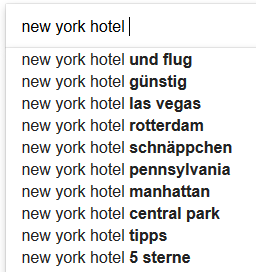 new york hotel
new york hotel und flug
new york hotel günstig
new york hotel las vegas
new york hotel rotterdam
new york hotel schnäppchen
new york hotel pennsylvania
new york hotel manhattan
new york hotel central park
new york hotel tipps
new york hotel 5 sterne